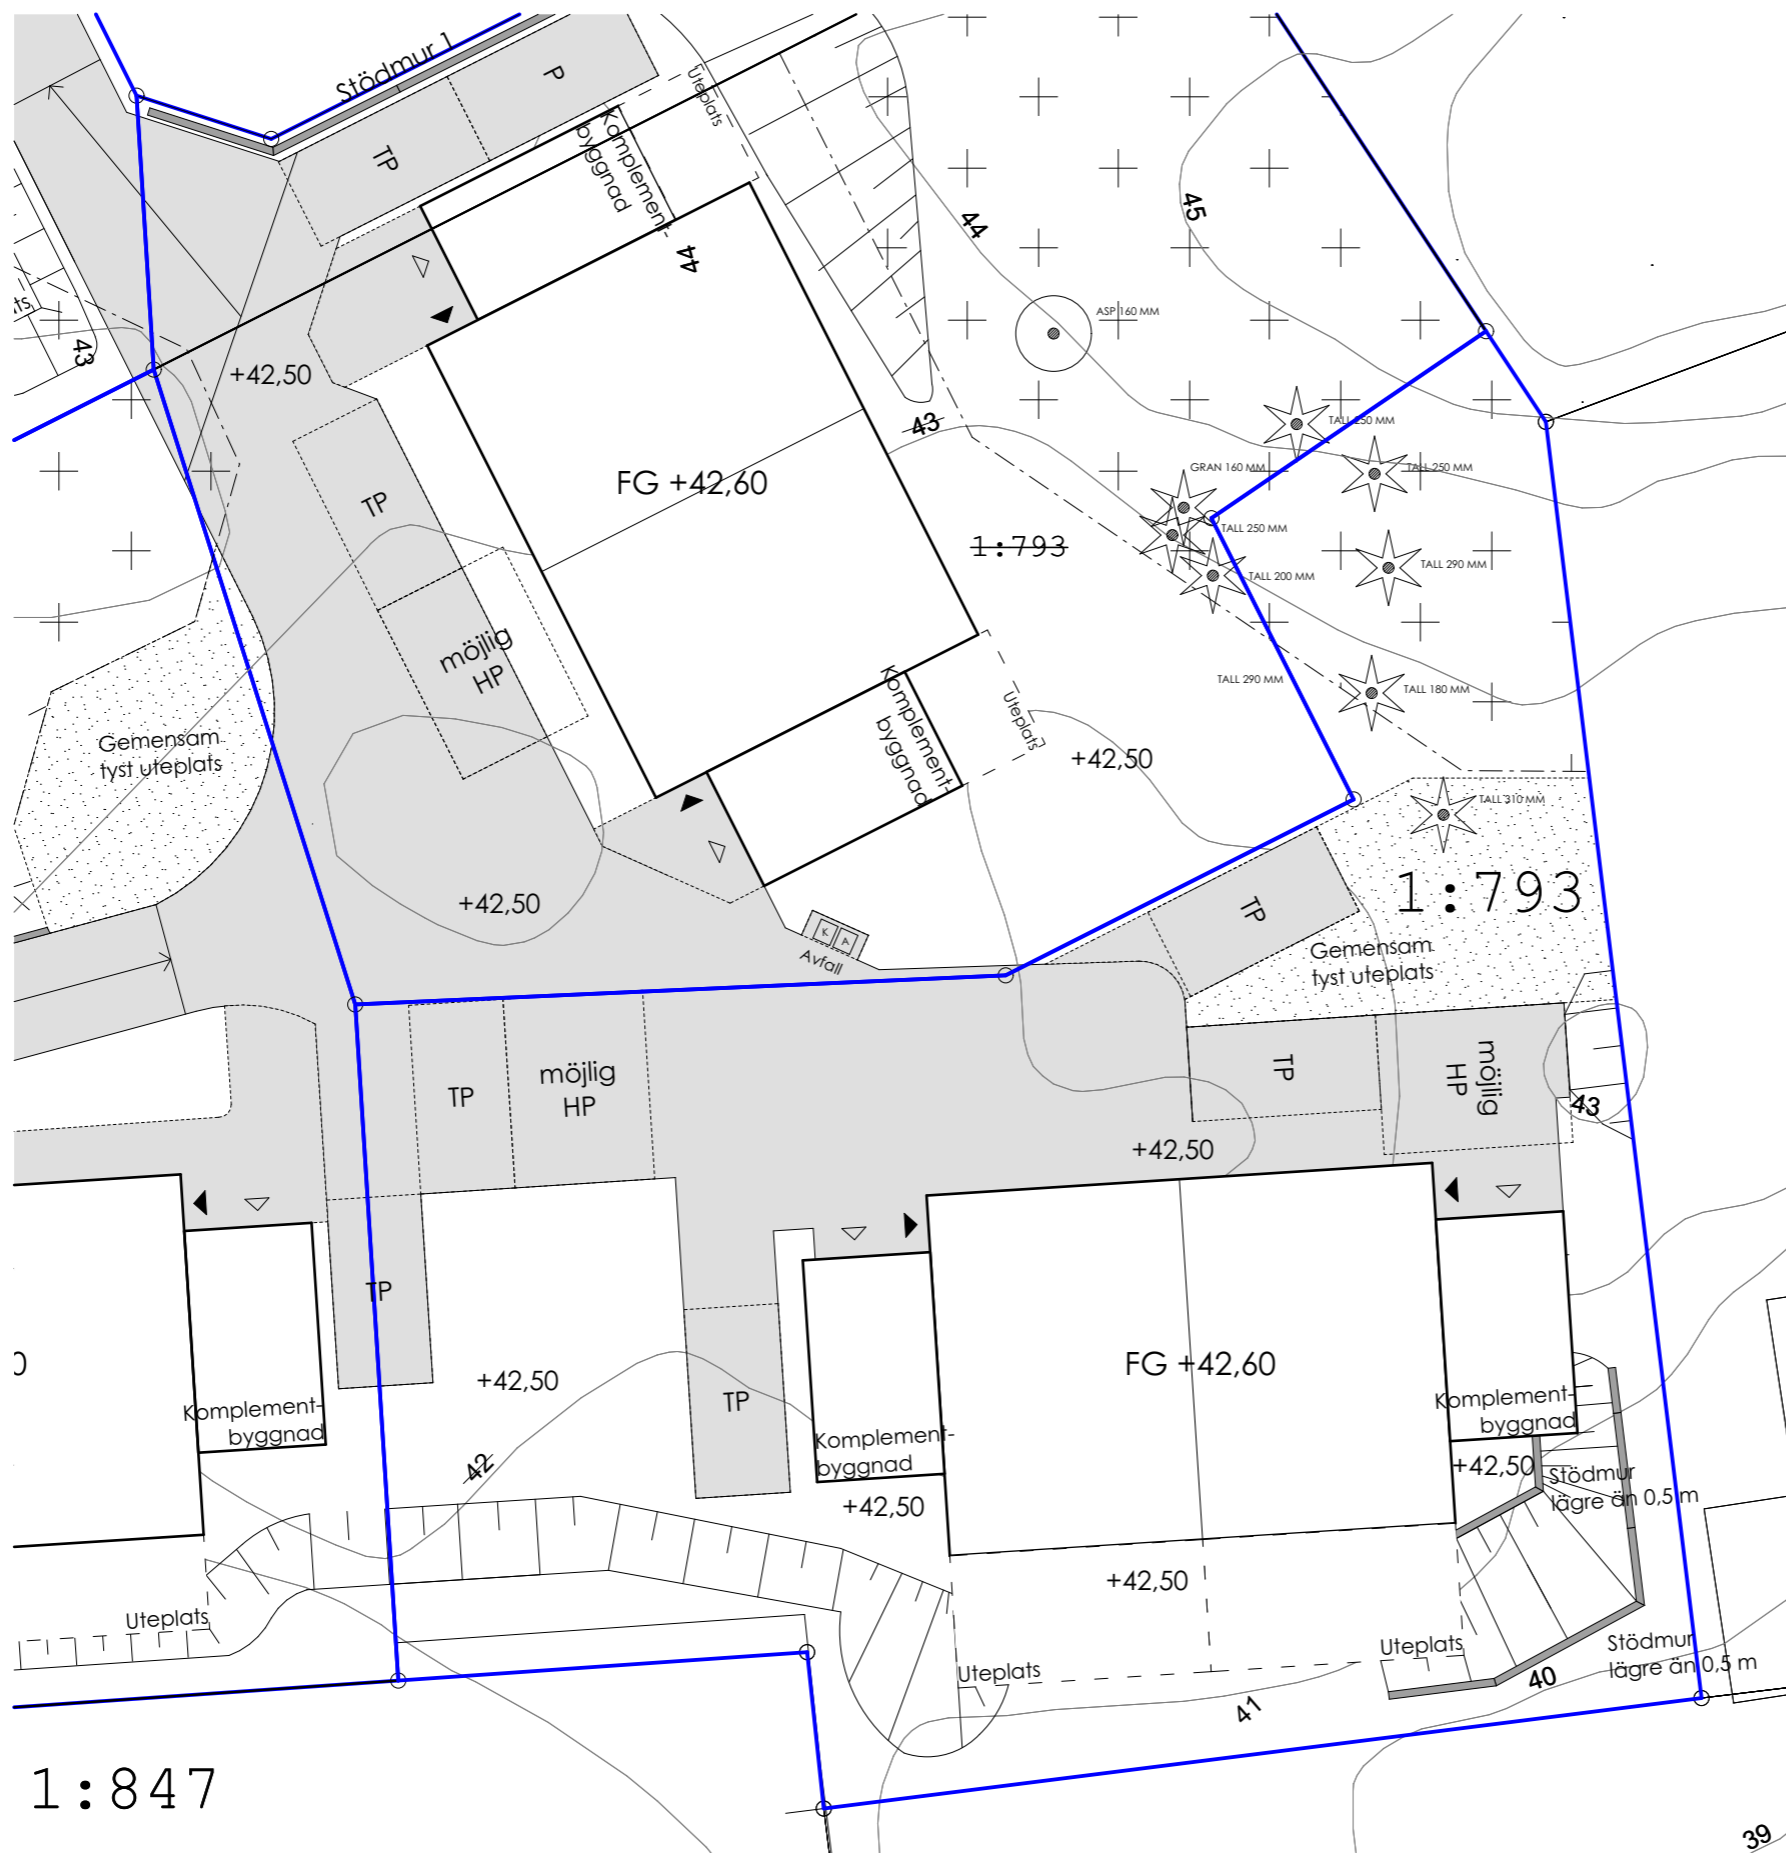 Stödmur 1
P
TP
Uteplats
Komplement-
byggnad
44
44
45
43
ts
+42,50
ASP 160 MM
43
TALL 250 MM
TALL 250 MM
GRAN 160 MM
TALL 250 MM
TALL 290 MM
TALL 200 MM
FG +42,60
TP
1:793
möjlig
HP
TALL 290 MM
TALL 180 MM
Komplement-
byggnad
Uteplats
Gemensam
tyst uteplats
+42,50
TALL 310 MM
1:793
+42,50
TP
K A
Avfall
Gemensam
tyst uteplats
TP
möjlig
HP
TP
möjlig
HP
43
+42,50
TP
0
+42,50
FG +42,60
TP
Komplement-
byggnad
Komplement-
byggnad
Komplement-
byggnad
42
+42,50
+42,50
Stödmur
lägre än 0,5 m
+42,50
Uteplats
Uteplats
Uteplats
Stödmur
lägre än 0,5 m
40
41
1:847
39